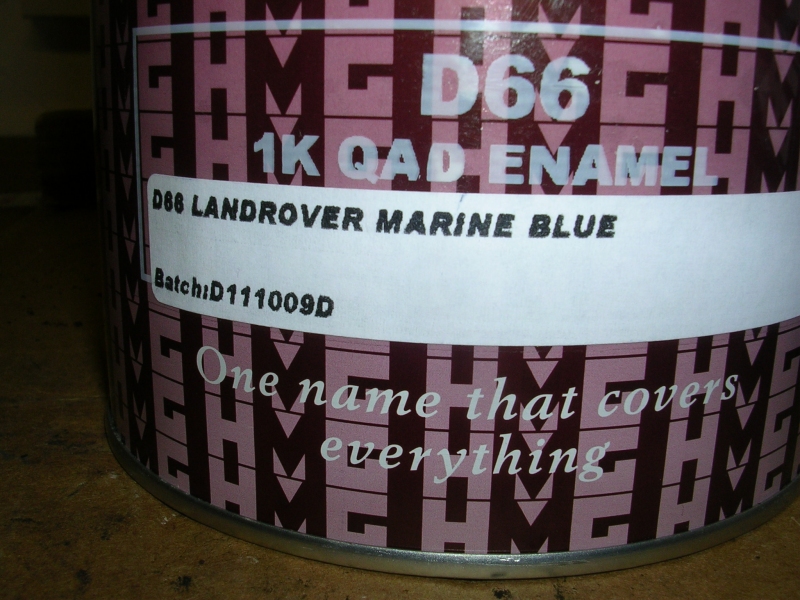 D66
1K QAD ENAMEL
D66 LANDROVER MARINE BLUE
Batch:D111009D
One name that covers
everything